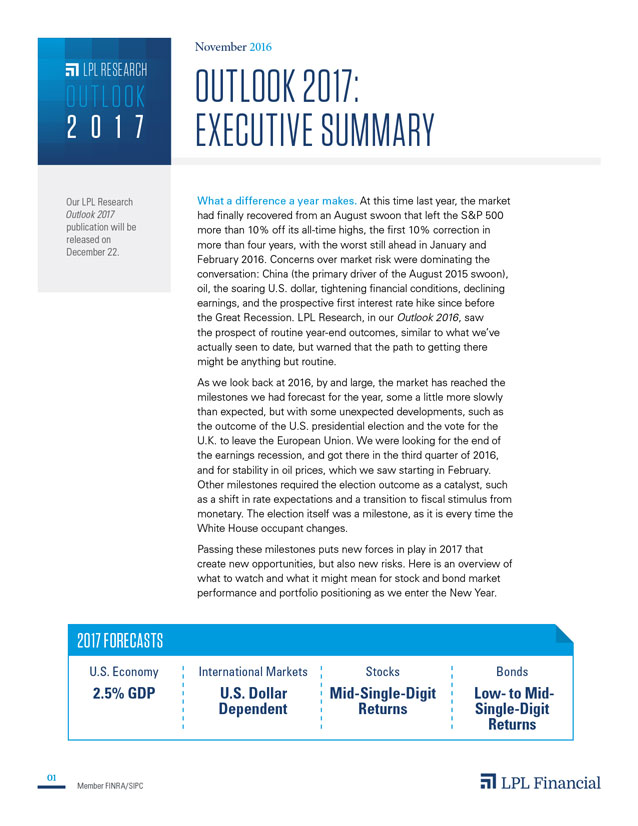 November 2016
LPL RESEARCH
OUTLOOK
2017
OUTLOOK 2017:
EXECUTIVE SUMMARY
Our LPL Research
Outlook 2017
publication will be
released on
December 22.
What a difference a year makes. At this time last year, the market
had finally recovered from an August swoon that left the S&P 500
more than 10% off its all-time highs, the first 10% correction in
more than four years, with the worst still ahead in January and
February 2016. Concerns over market risk were dominating the
conversation: China (the primary driver of the August 2015 swoon),
oil, the soaring U.S. dollar, tightening financial conditions, declining
earnings, and the prospective first interest rate hike since before
the Great Recession. LPL Research, in our Outlook 2016, saw
the prospect of routine year-end outcomes, similar to what we've
actually seen to date, but warned that the path to getting there
might be anything but routine.
As we look back at 2016, by and large, the market has reached the
milestones we had forecast for the year, some a little more slowly
than expected, but with some unexpected developments, such as
the outcome of the U.S. presidential election and the vote for the
U.K. to leave the European Union. We were looking for the end of
the earnings recession, and got there in the third quarter of 2016,
and for stability in oil prices, which we saw starting in February.
Other milestones required the election outcome as a catalyst, such
as a shift in rate expectations and a transition to fiscal stimulus from
monetary. The election itself was a milestone, as it is every time the
White House occupant changes.
Passing these milestones puts new forces in play in 2017 that
create new opportunities, but also new risks. Here is an overview of
what to watch and what it might mean for stock and bond market
performance and portfolio positioning as we enter the New Year.
2017 FORECASTS
U.S. Economy
2.5% GDP
International Markets
U.S. Dollar
Dependent
Stocks
Mid-Single-Digit
Returns
Bonds
Low- to Mid-
Single-Digit
Returns
01
Member FINRA/SIPC
LPL Financial